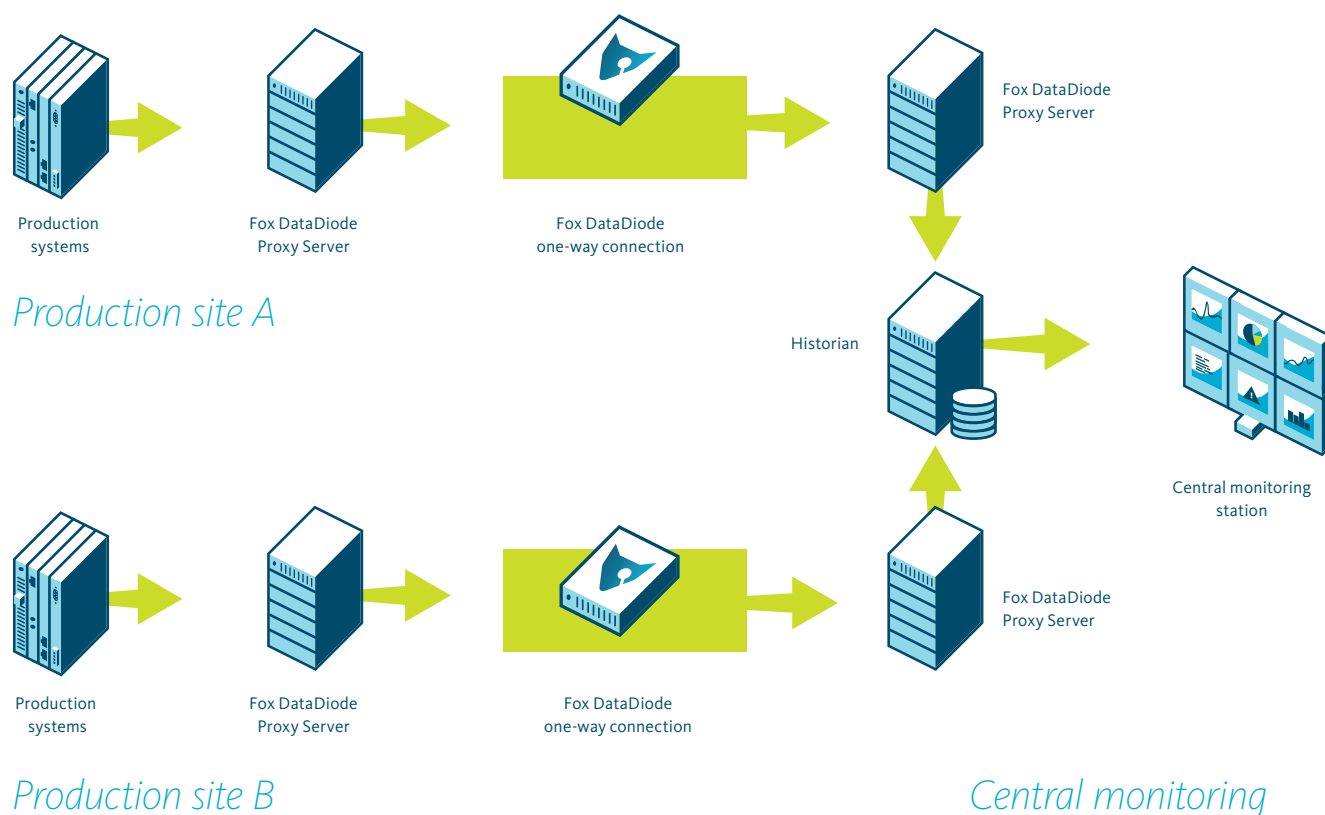 Fox DataDiode
Proxy Server
Production
systems
Fox DataDiode
Proxy Server
Fox DataDiode
one-way connection
Production site A
Historian
Central monitoring
station
Fox DataDiode
Proxy Server
Production
systems
Fox DataDiode
Proxy Server
Fox DataDiode
one-way connection
Production site B
Central monitoring